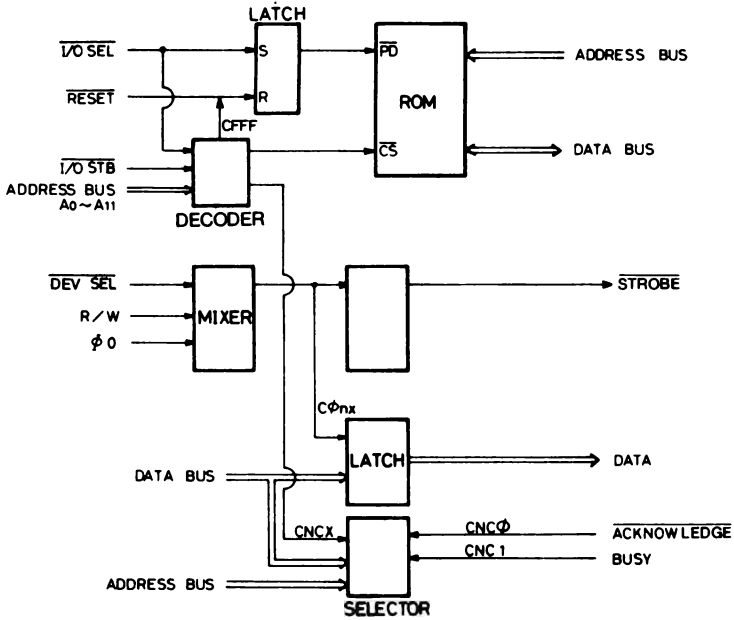 LATCH
I/O SEL
S
PD
ADDRESS BUS
RESET
R
ROM
CFFF
I/O STB
CS
DATA BUS
ADDRESS BUS
A0~A11
DECODER
DEV SEL
STROBE
R/W
MIXER
ϕ0
Cϕnx
LATCH
DATA
DATA BUS
CNCX
CNCϕ
ACKNOWLEDGE
CNC1
BUSY
ADDRESS BUS
SELECTOR